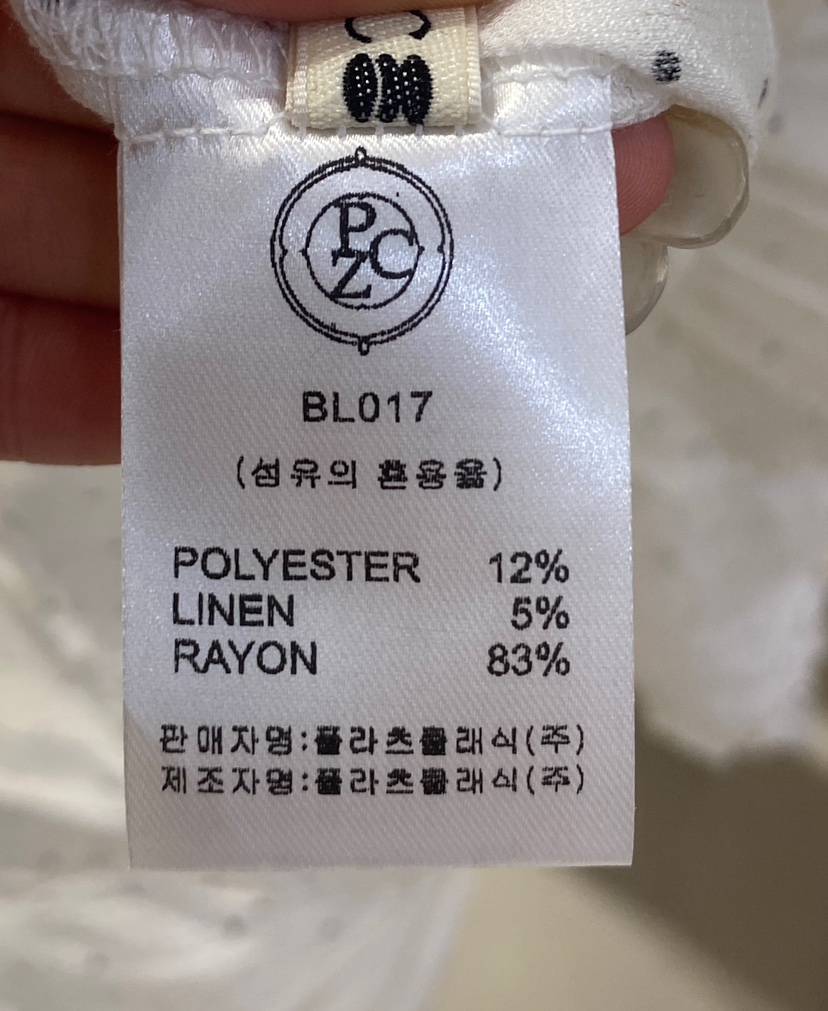 PZC
BL017
(섬유의 혼용율)
POLYESTER 12%
LINEN 5%
RAYON 83%
판매자명:플라츠클래식(주)
제조자명:플라츠클래식(주)